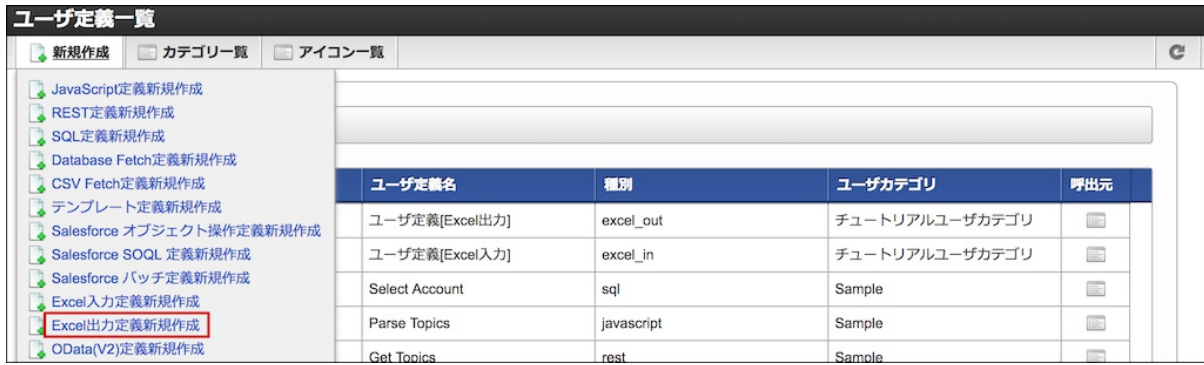 ユーザ定義一覧
新規作成 カテゴリー覧 アイコン一覧
JavaScript定義新規作成
REST定義新規作成
SQL定義新規作成
Database Fetch定義新規作成
CSV Fetch定義新規作成
テンプレート定義新規作成
Salesforce オブジェクト操作定義新規作成
Salesforce SOQL 定義新規作成
Salesforce バッチ定義新規作成
Excel入力定義新規作成
Excel出力定義新規作成
OData(V2)定義新規作成
ユーザ定義名 種別 ユーザカテゴリ 呼出元
ユーザ定義[Excel出力] excel_out チュートリアルユーザカテゴリ
ユーザ定義[Excel入力] excel_in チュートリアルユーザカテゴリ
Select Account sql Sample
Parse Topics javascript Sample
Get Topics rest Sample